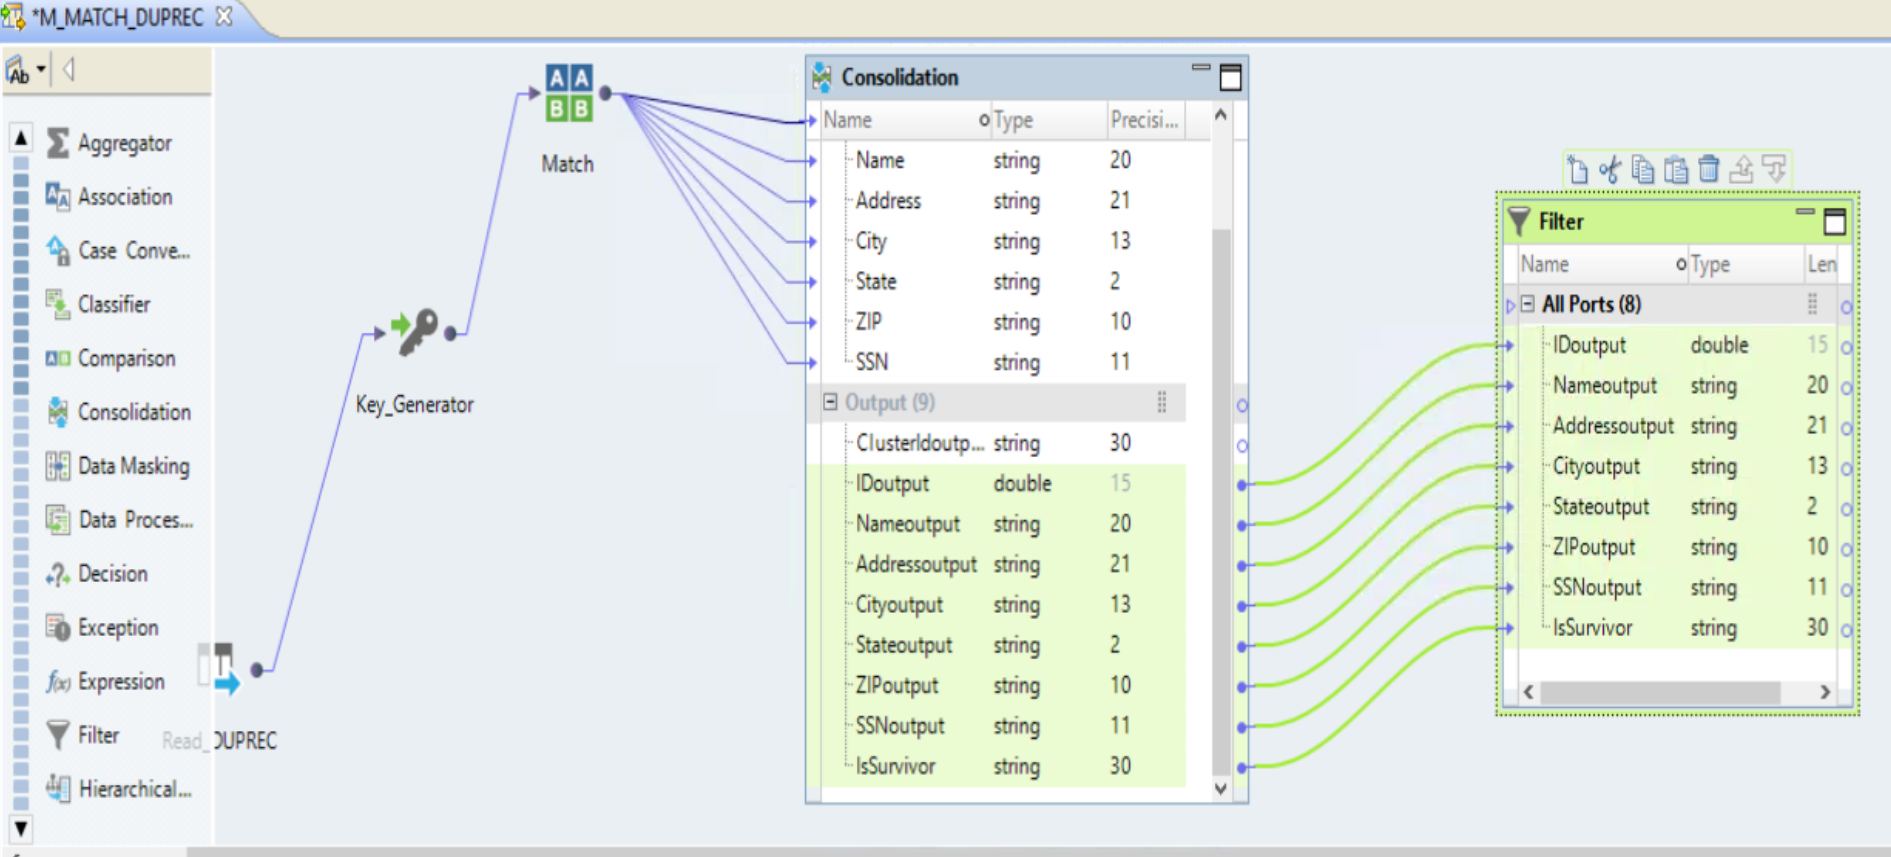 *M_MATCH_DUPREC
Ab
Aggregator
Association
Case Conve...
Classifier
Comparison
Consolidation
Data Masking
Data Proces...
Decision
Exception
f(x) Expression
Filter
Hierarchical...
Read_DUPREC
Key_Generator
A A
B B
Match
Consolidation
Name Type Precisi...
Name string 20
Address string 21
City string 13
State string 2
ZIP string 10
SSN string 11
Output (9)
ClusterIdoutp... string 30
IDoutput double 15
Nameoutput string 20
Addressoutput string 21
Cityoutput string 13
Stateoutput string 2
ZIPoutput string 10
SSNoutput string 11
IsSurvivor string 30
Filter
Name Type Len
All Ports (8)
IDoutput double 15
Nameoutput string 20
Addressoutput string 21
Cityoutput string 13
Stateoutput string 2
ZIPoutput string 10
SSNoutput string 11
IsSurvivor string 30